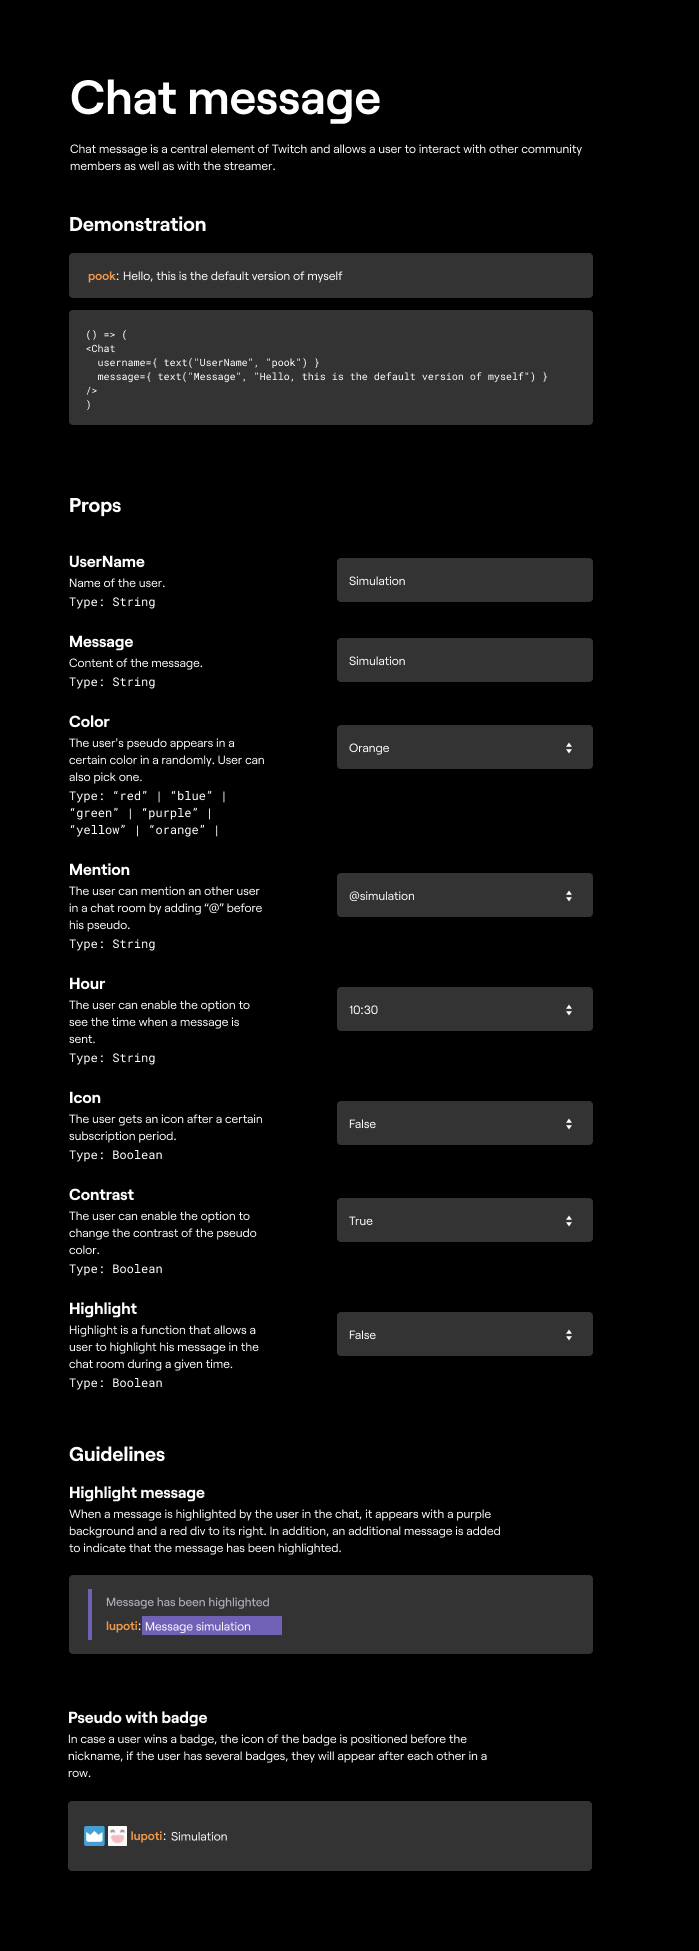 Chat message
Chat message is a central element of Twitch and allows a user to interact with other community
members as well as with the streamer.
Demonstration
pook: Hello, this is the default version of myself
() => (
<Chat
username={ text("UserName", "pook") }
message={ text("Message", "Hello, this is the default version of myself") }
/>
)
Props
UserName
Name of the user.
Type: String
Simulation
Message
Content of the message.
Type: String
Simulation
Color
The user's pseudo appears in a
certain color in a randomly. User can
also pick one.
Type: “red” | “blue” |
“green” | “purple” |
“yellow” | “orange” |
Orange
Mention
The user can mention an other user
in a chat room by adding “@” before
his pseudo.
Type: String
@simulation
Hour
The user can enable the option to
see the time when a message is
sent.
Type: String
10:30
Icon
The user gets an icon after a certain
subscription period.
Type: Boolean
False
Contrast
The user can enable the option to
change the contrast of the pseudo
color.
Type: Boolean
True
Highlight
Highlight is a function that allows a
user to highlight his message in the
chat room during a given time.
Type: Boolean
False
Guidelines
Highlight message
When a message is highlighted by the user in the chat, it appears with a purple
background and a red div to its right. In addition, an additional message is added
to indicate that the message has been highlighted.
Message has been highlighted
lupoti: Message simulation
Pseudo with badge
In case a user wins a badge, the icon of the badge is positioned before the
nickname, if the user has several badges, they will appear after each other in a
row.
lupoti: Simulation